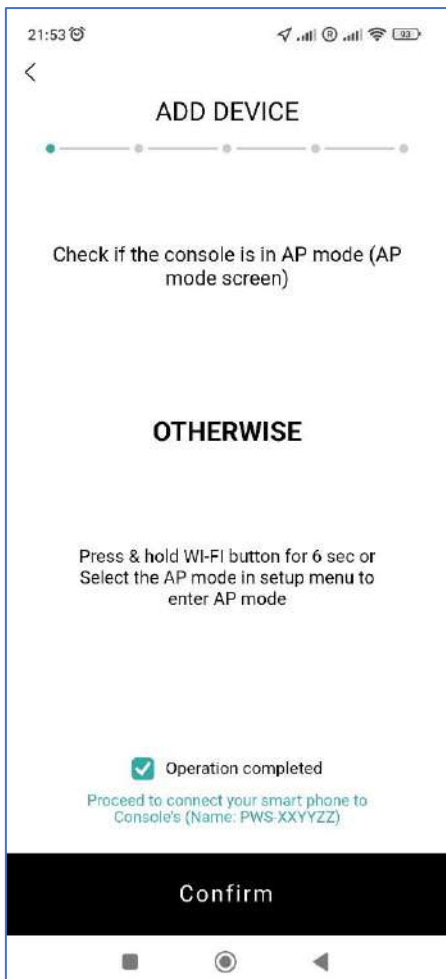 21:53
ADD DEVICE
Check if the console is in AP mode (AP
mode screen)
OTHERWISE
Press & hold WI-FI button for 6 sec or
Select the AP mode in setup menu to
enter AP mode
Operation completed
Proceed to connect your smart phone to
Console's (Name: PWS-XXYYZZ)
Confirm